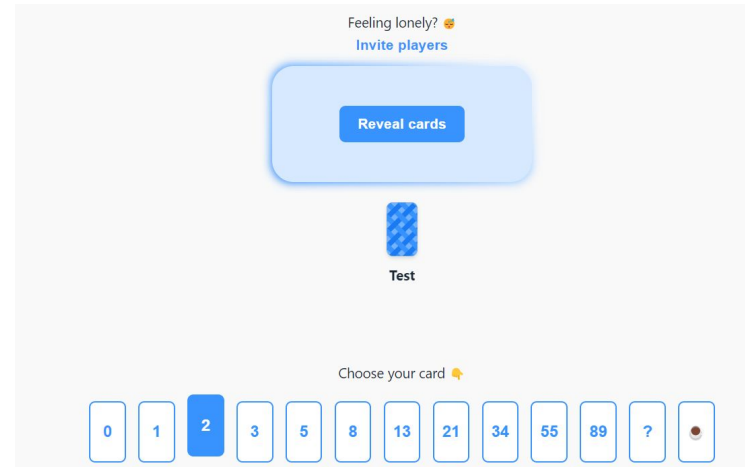 Feeling lonely? 😴
Invite players
Reveal cards
Test
Choose your card 👇
0 1 2 3 5 8 13 21 34 55 89 ? ☕